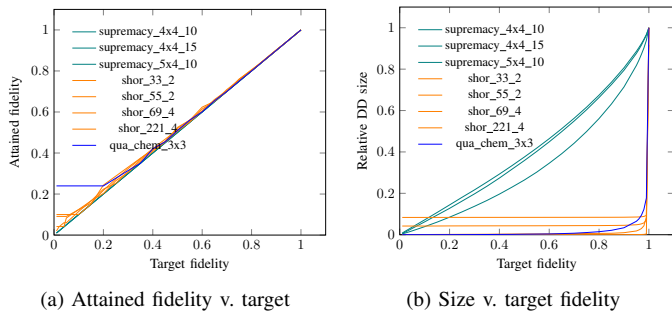 supremacy_4x4_10
supremacy_4x4_15
supremacy_5x4_10
shor_33_2
shor_55_2
shor_69_4
shor_221_4
qua_chem_3x3
Attained fidelity
1
0.8
0.6
0.4
0.2
0
0 0.2 0.4 0.6 0.8 1
Target fidelity
(a) Attained fidelity v. target
supremacy_4x4_10
supremacy_4x4_15
supremacy_5x4_10
shor_33_2
shor_55_2
shor_69_4
shor_221_4
qua_chem_3x3
Relative DD size
1
0.8
0.6
0.4
0.2
0
0 0.2 0.4 0.6 0.8 1
Target fidelity
(b) Size v. target fidelity